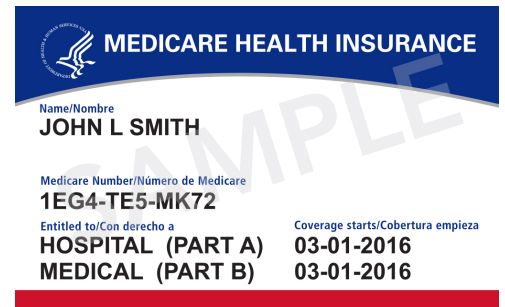 MEDICARE HEALTH INSURANCE
Name/Nombre
JOHN L SMITH
Medicare Number/Número de Medicare
1EG4-TE5-MK72
Entitled to/Con derecho a Coverage starts/Cobertura empieza
HOSPITAL (PART A) 03-01-2016
MEDICAL (PART B) 03-01-2016
SAMPLE